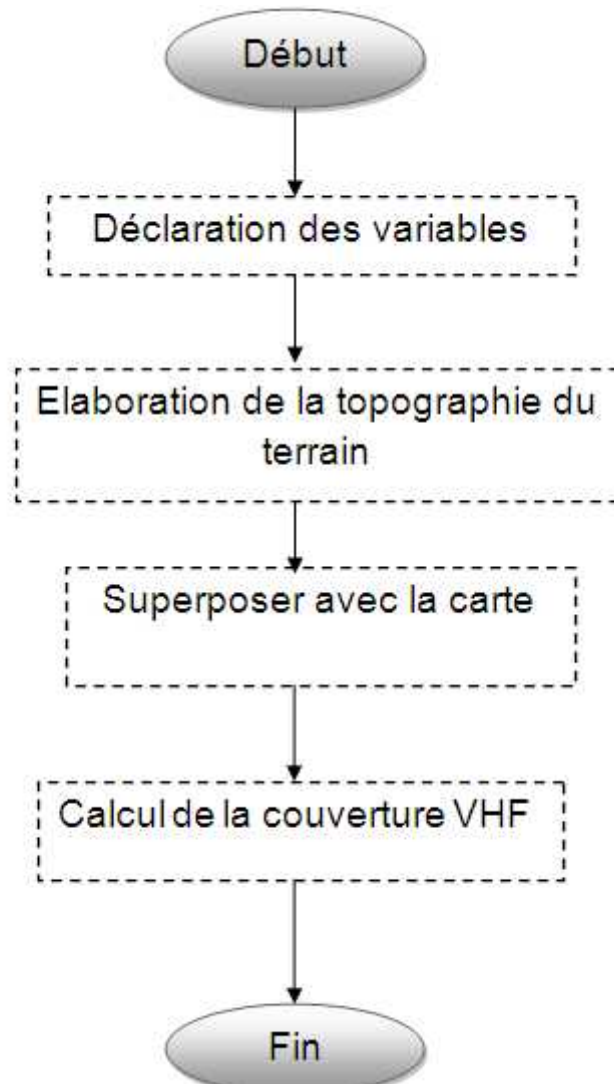 Début
Déclaration des variables
Elaboration de la topographie du
terrain
Superposer avec la carte
Calcul de la couverture VHF
Fin